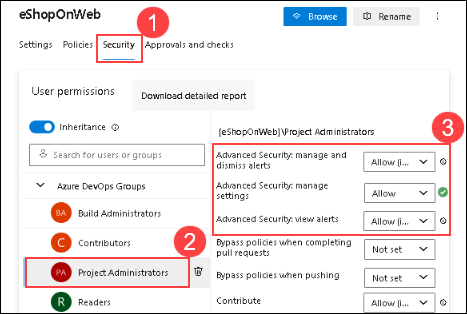 eShopOnWeb
Browse
Rename
1
Settings Policies Security Approvals and checks
User permissions
Download detailed report
3
Inheritance
[eShopOnWeb]\Project Administrators
Search for users or groups
Advanced Security: manage and
dismiss alerts
Allow (i...
Azure DevOps Groups
Advanced Security: manage
settings
Allow
BA Build Administrators
Advanced Security: view alerts
Allow (i...
C Contributors
2
Bypass policies when completing
pull requests
Not set
PA Project Administrators
Bypass policies when pushing
Not set
R Readers
Contribute
Allow (i...